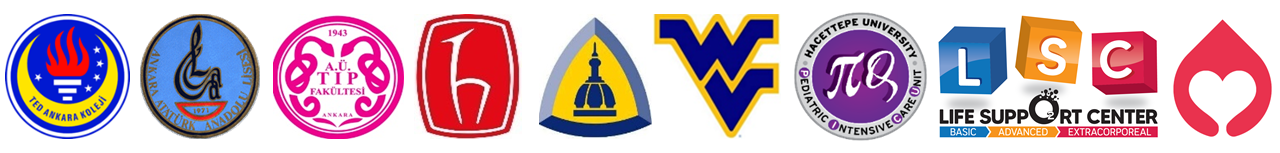 TED ANKARA KOLEJİ
ANKARA ATATÜRK ANADOLU LİSESİ
1943
A.Ü.
TIP
FAKÜLTESİ
ANKARA
h
WV
HACETTEPE UNIVERSITY
PEDIATRIC INTENSIVE CARE UNIT
L S C
LIFE SUPPORT CENTER
BASIC ADVANCED EXTRACORPOREAL